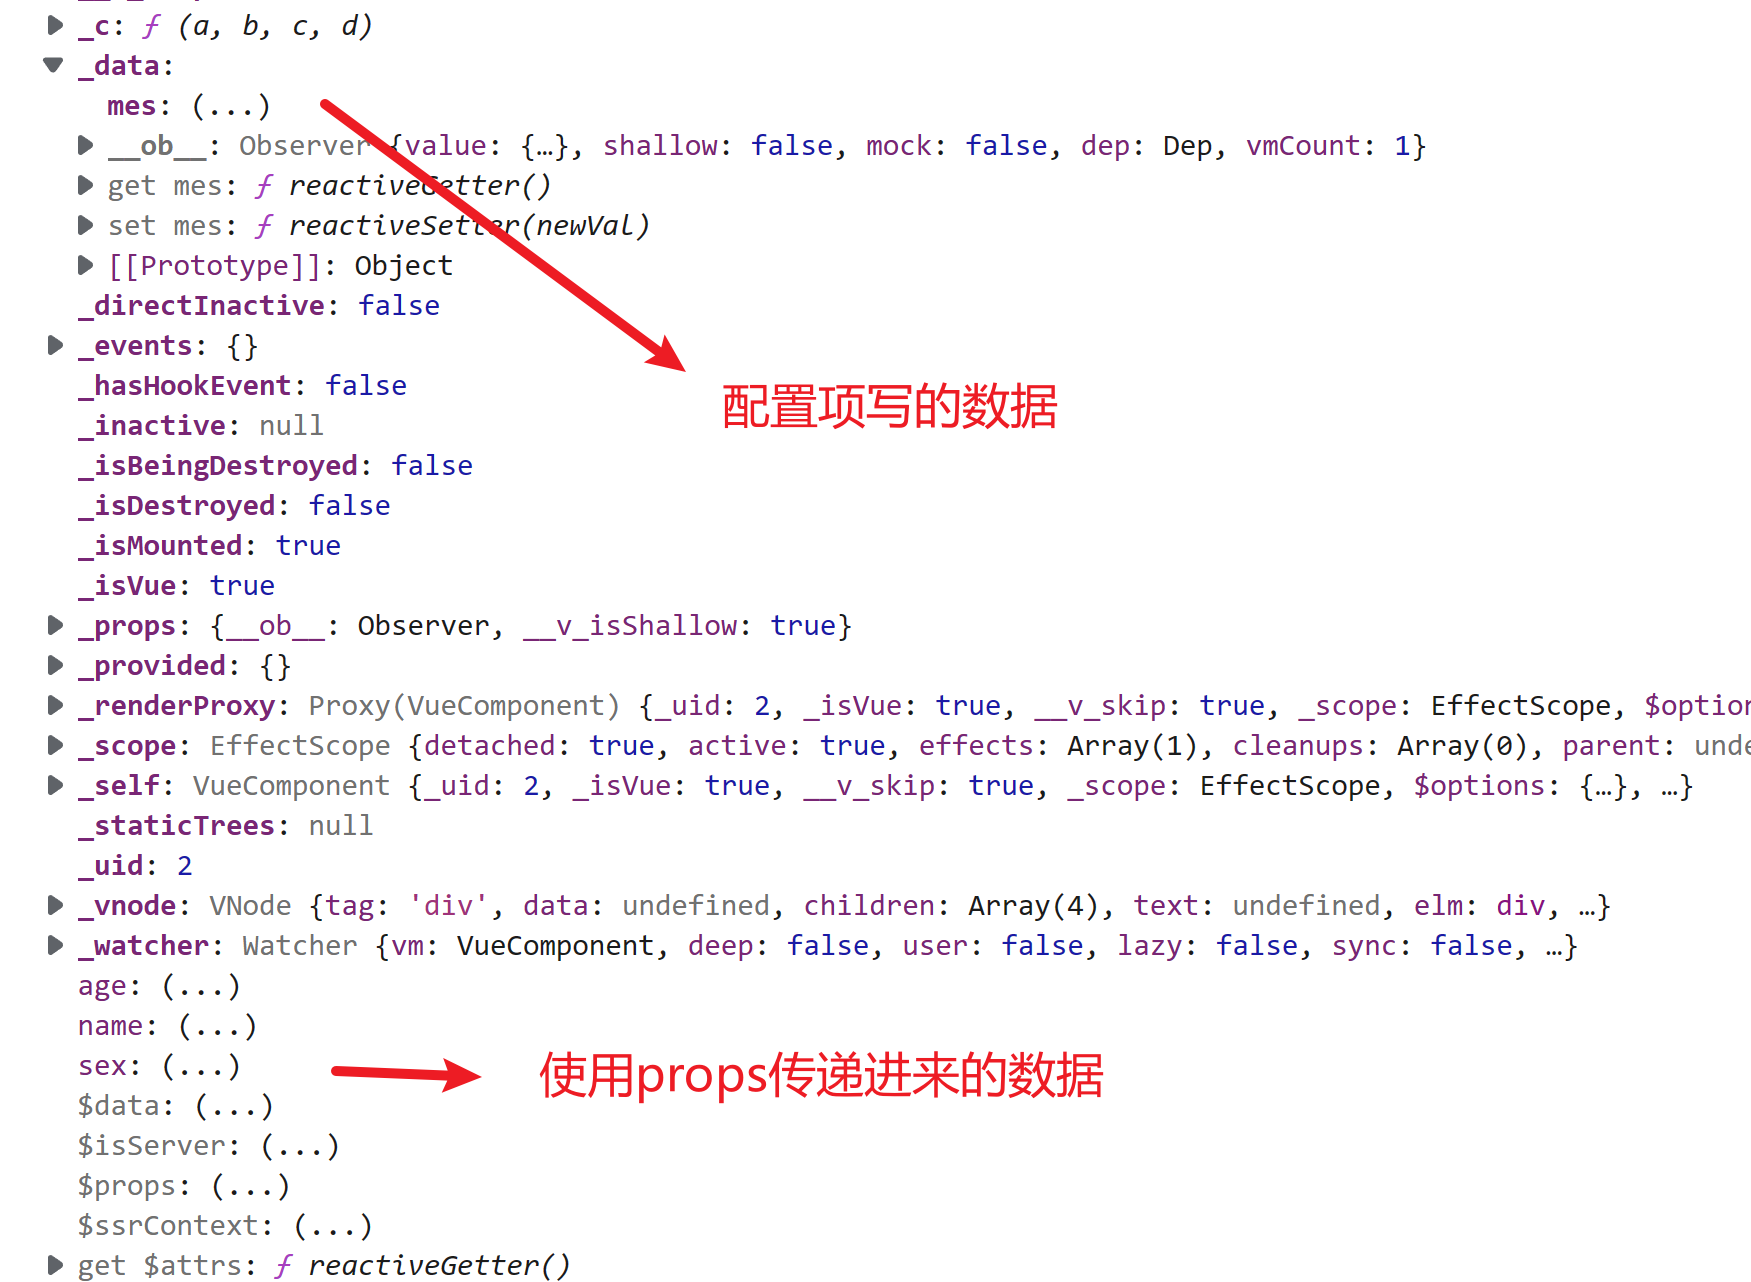 _c: ƒ (a, b, c, d)
_data:
mes: (...)
__ob__: Observer {value: {…}, shallow: false, mock: false, dep: Dep, vmCount: 1}
get mes: ƒ reactiveGetter()
set mes: ƒ reactiveSetter(newVal)
[[Prototype]]: Object
_directInactive: false
_events: {}
_hasHookEvent: false
配置项写的数据
_inactive: null
_isBeingDestroyed: false
_isDestroyed: false
_isMounted: true
_isVue: true
_props: {__ob__: Observer, __v_isShallow: true}
_provided: {}
_renderProxy: Proxy(VueComponent) {_uid: 2, _isVue: true, __v_skip: true, _scope: EffectScope, $option
_scope: EffectScope {detached: true, active: true, effects: Array(1), cleanups: Array(0), parent: unde
_self: VueComponent {_uid: 2, _isVue: true, __v_skip: true, _scope: EffectScope, $options: {…}, …}
_staticTrees: null
_uid: 2
_vnode: VNode {tag: 'div', data: undefined, children: Array(4), text: undefined, elm: div, …}
_watcher: Watcher {vm: VueComponent, deep: false, user: false, lazy: false, sync: false, …}
age: (...)
name: (...)
sex: (...)
使用props传递进来的数据
$data: (...)
$isServer: (...)
$props: (...)
$ssrContext: (...)
get $attrs: ƒ reactiveGetter()